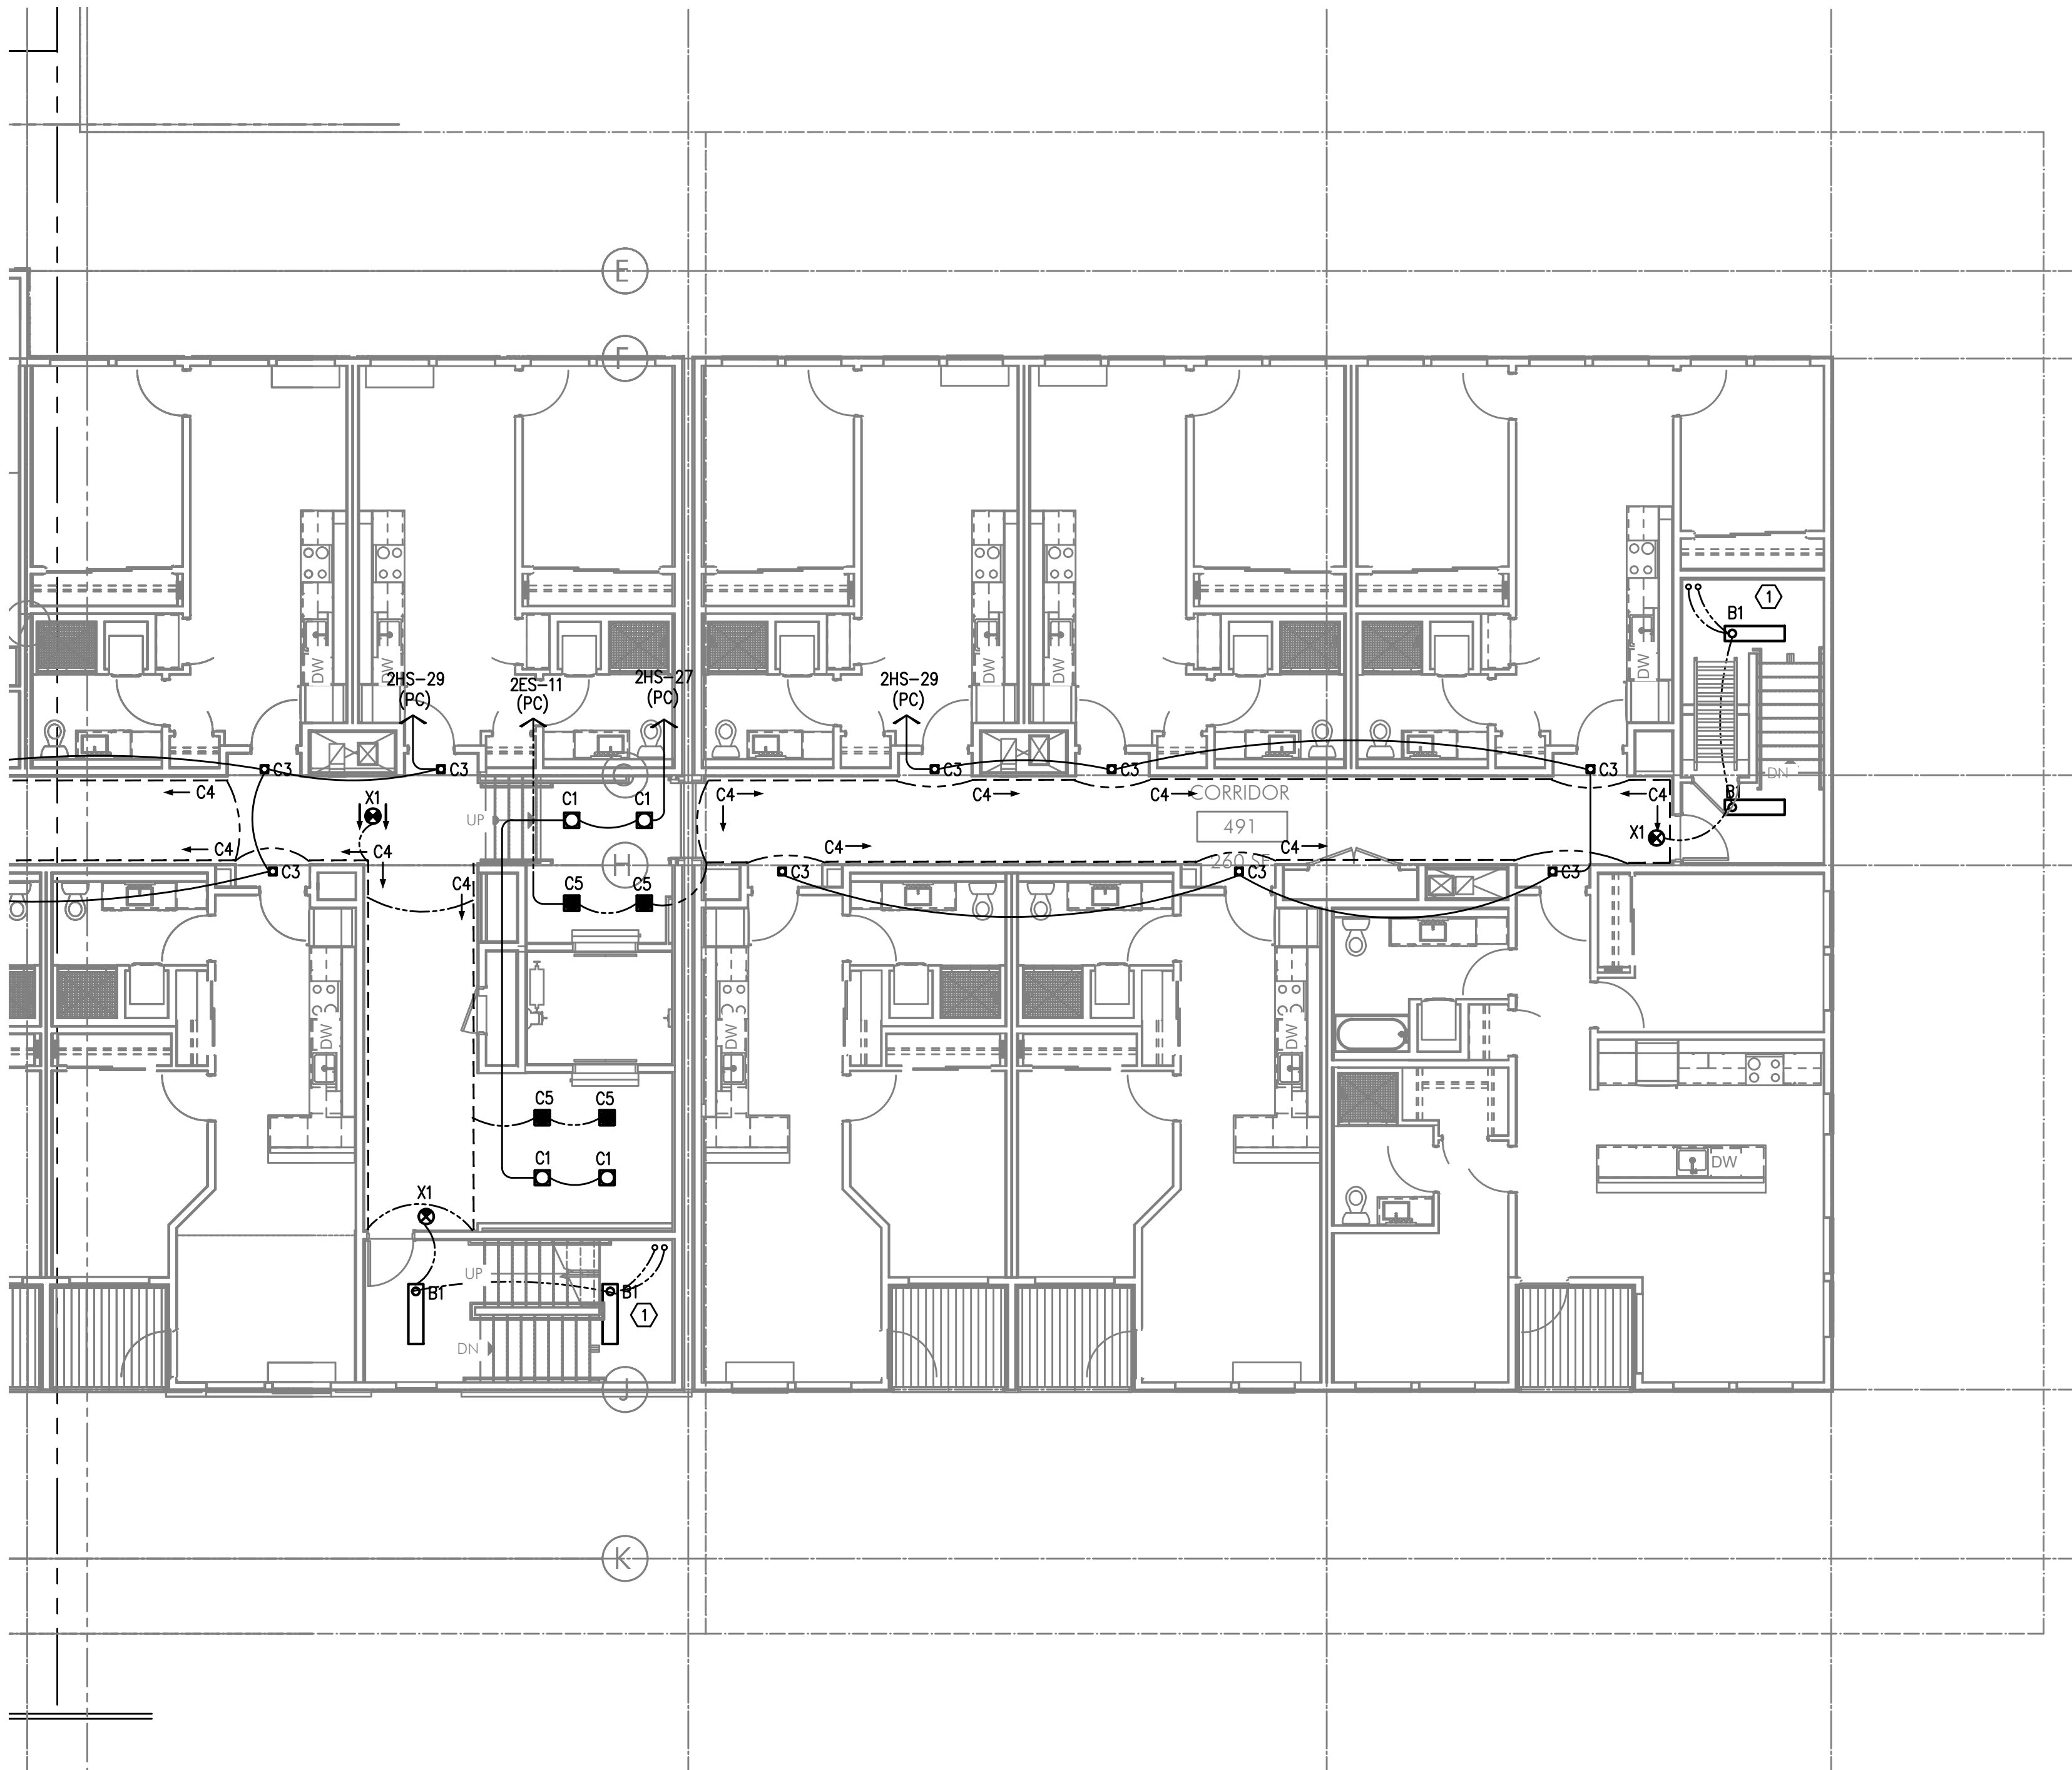 E
F
1
B1
DW
DW
DW
DW
DW
2HS-29
(PC)
2ES-11
(PC)
2HS-27
(PC)
2HS-29
(PC)
C3
C3
C3
C3
C3
G
DN
C4
X1
C1
C1
UP
C4
C4
C4
CORRIDOR
491
260 SF
C4
B1
X1
C4
C4
C4
C4
C4
H
C3
C3
C3
C3
C4
C5
C5
DW
DW
DW
C5
C5
C1
C1
DW
X1
UP
B1
B1
1
DN
J
K